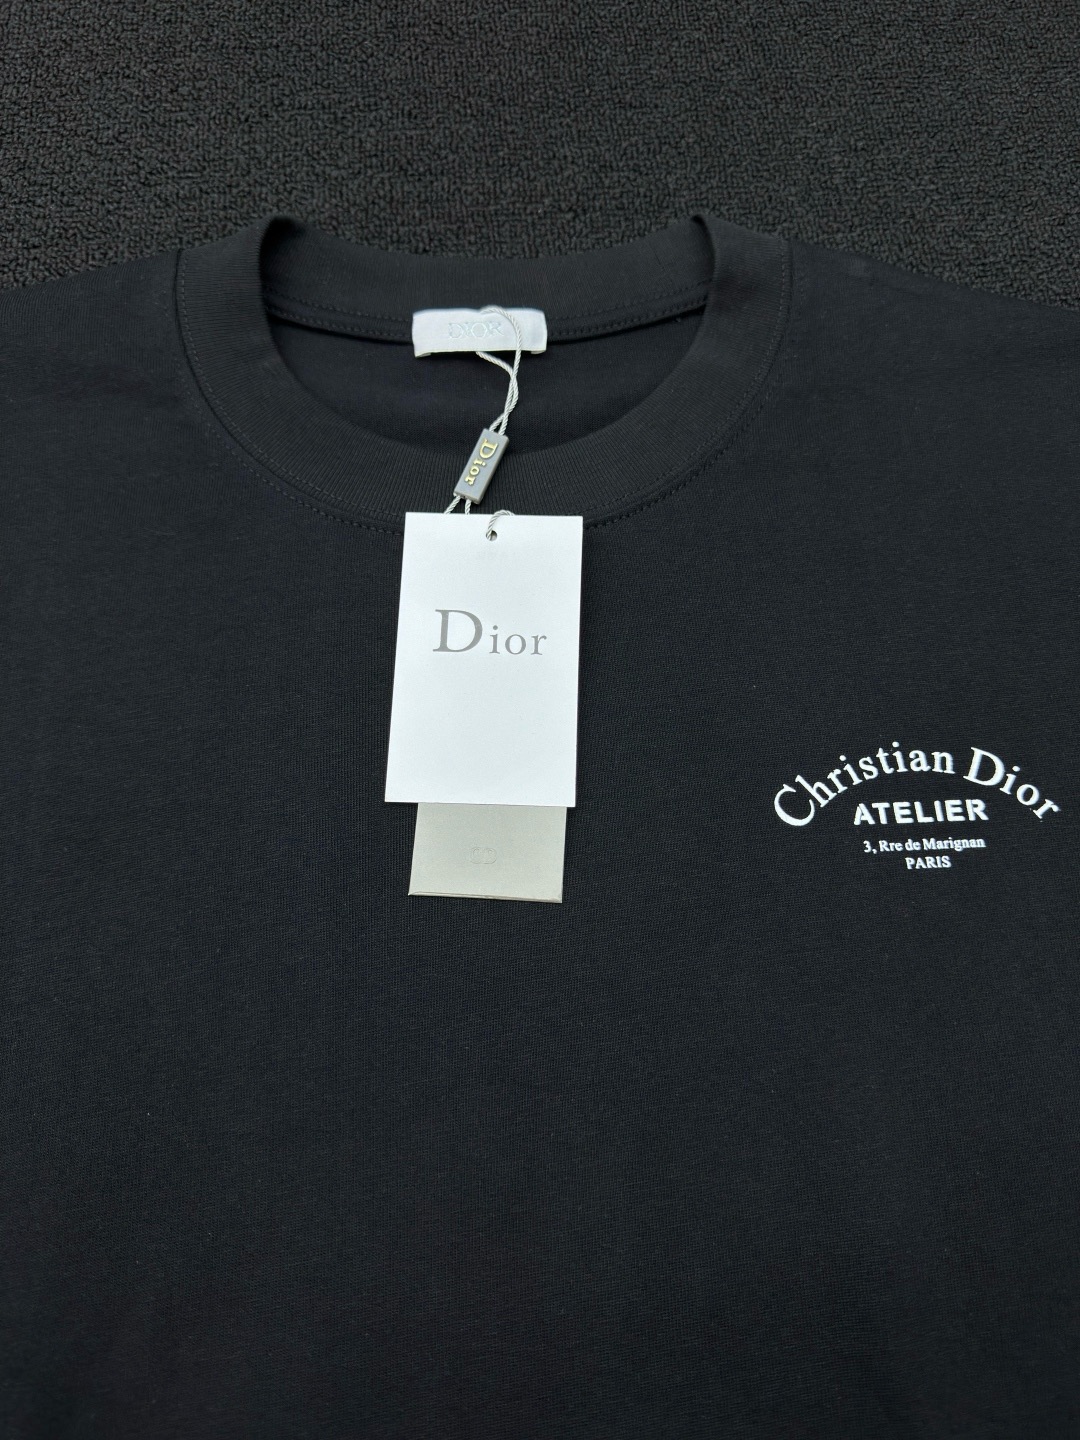 DIOR
Dior
Dior
Christian Dior
ATELIER
3, Rre de Marignan
PARIS